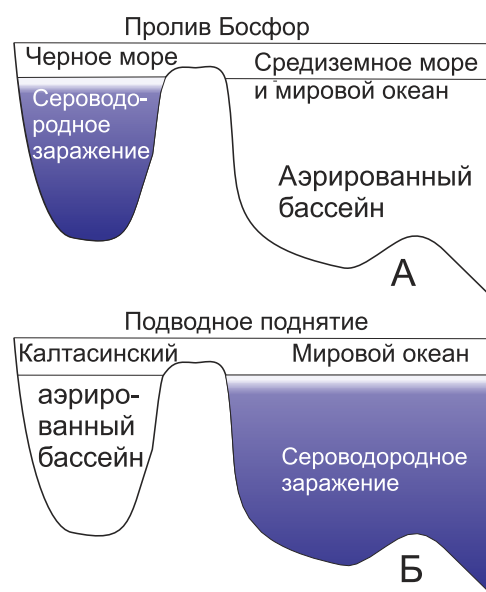 Пролив Босфор
Черное море
Средиземное море
и мировой океан
Сероводо-
родное
заражение
Аэрированный
бассейн
А
Подводное поднятие
Калтасинский
Мировой океан
аэриро-
ванный
бассейн
Сероводородное
заражение
Б